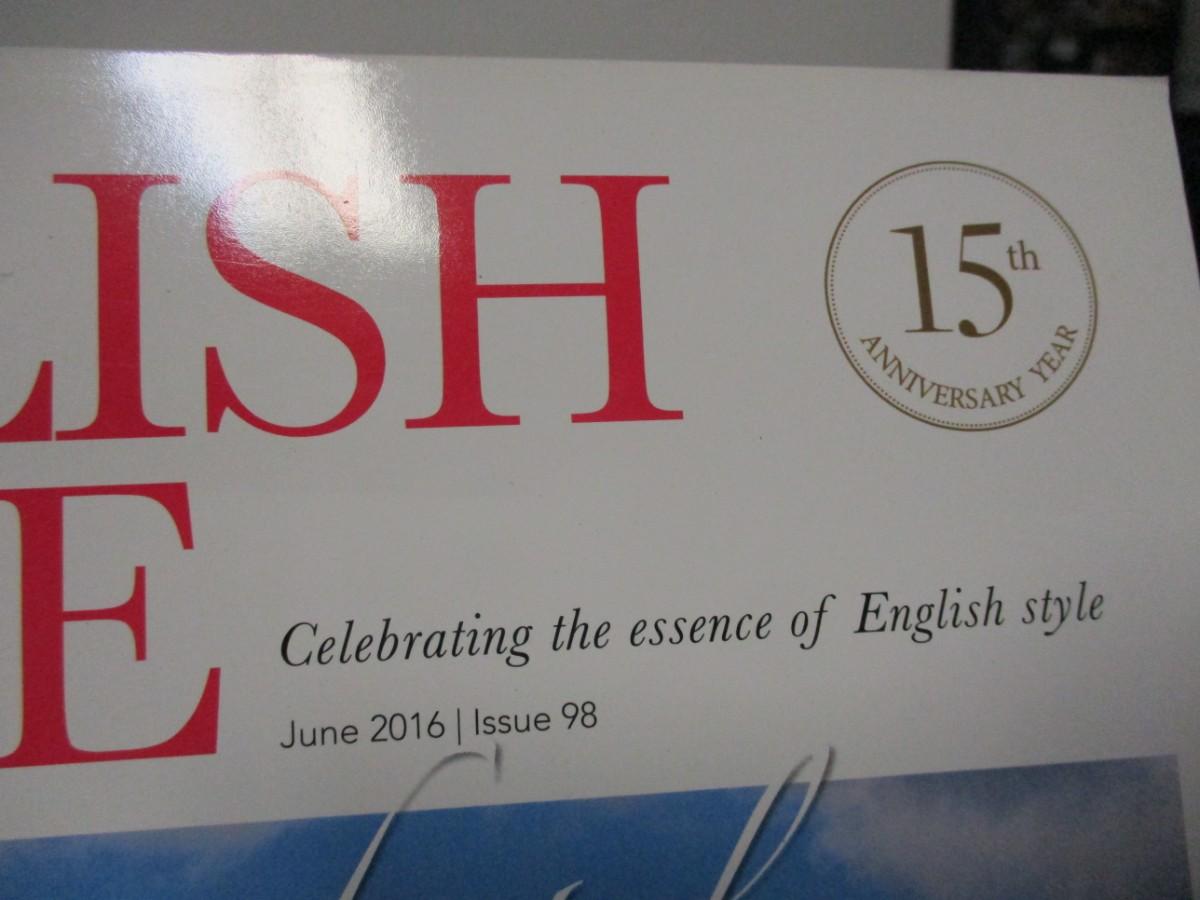 LISH
15th
ANNIVERSARY YEAR
E
Celebrating the essence of English style
June 2016 | Issue 98